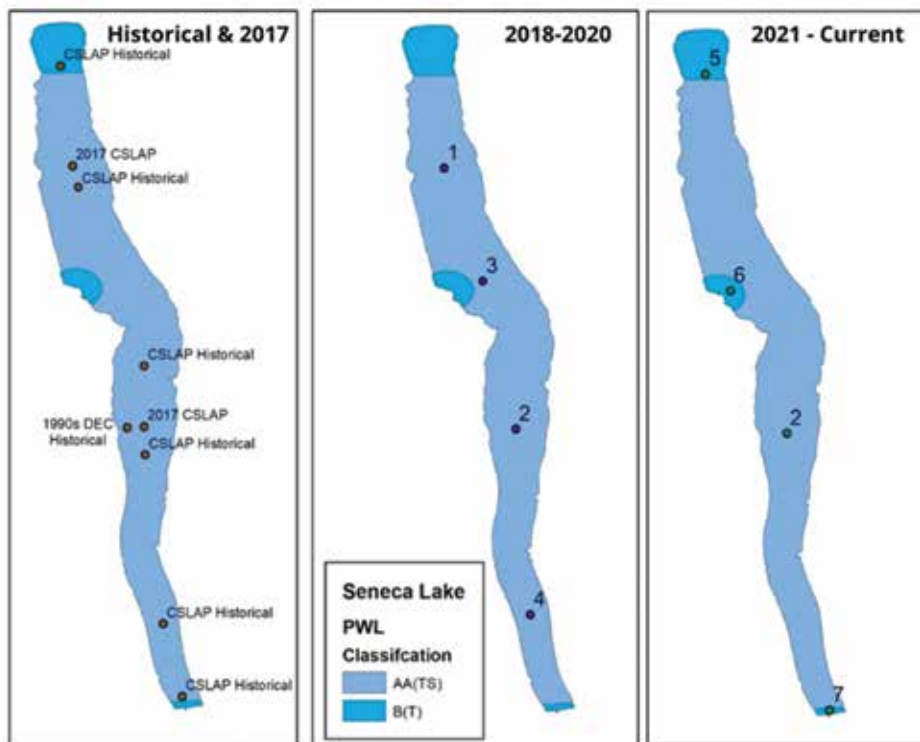 Historical & 2017
CSLAP Historical
2017 CSLAP
CSLAP Historical
CSLAP Historical
1990s DEC
Historical
2017 CSLAP
CSLAP Historical
CSLAP Historical
CSLAP Historical
2018-2020
1
3
2
4
Seneca Lake
PWL
Classifcation
AA(TS)
B(T)
2021 - Current
5
6
2
7